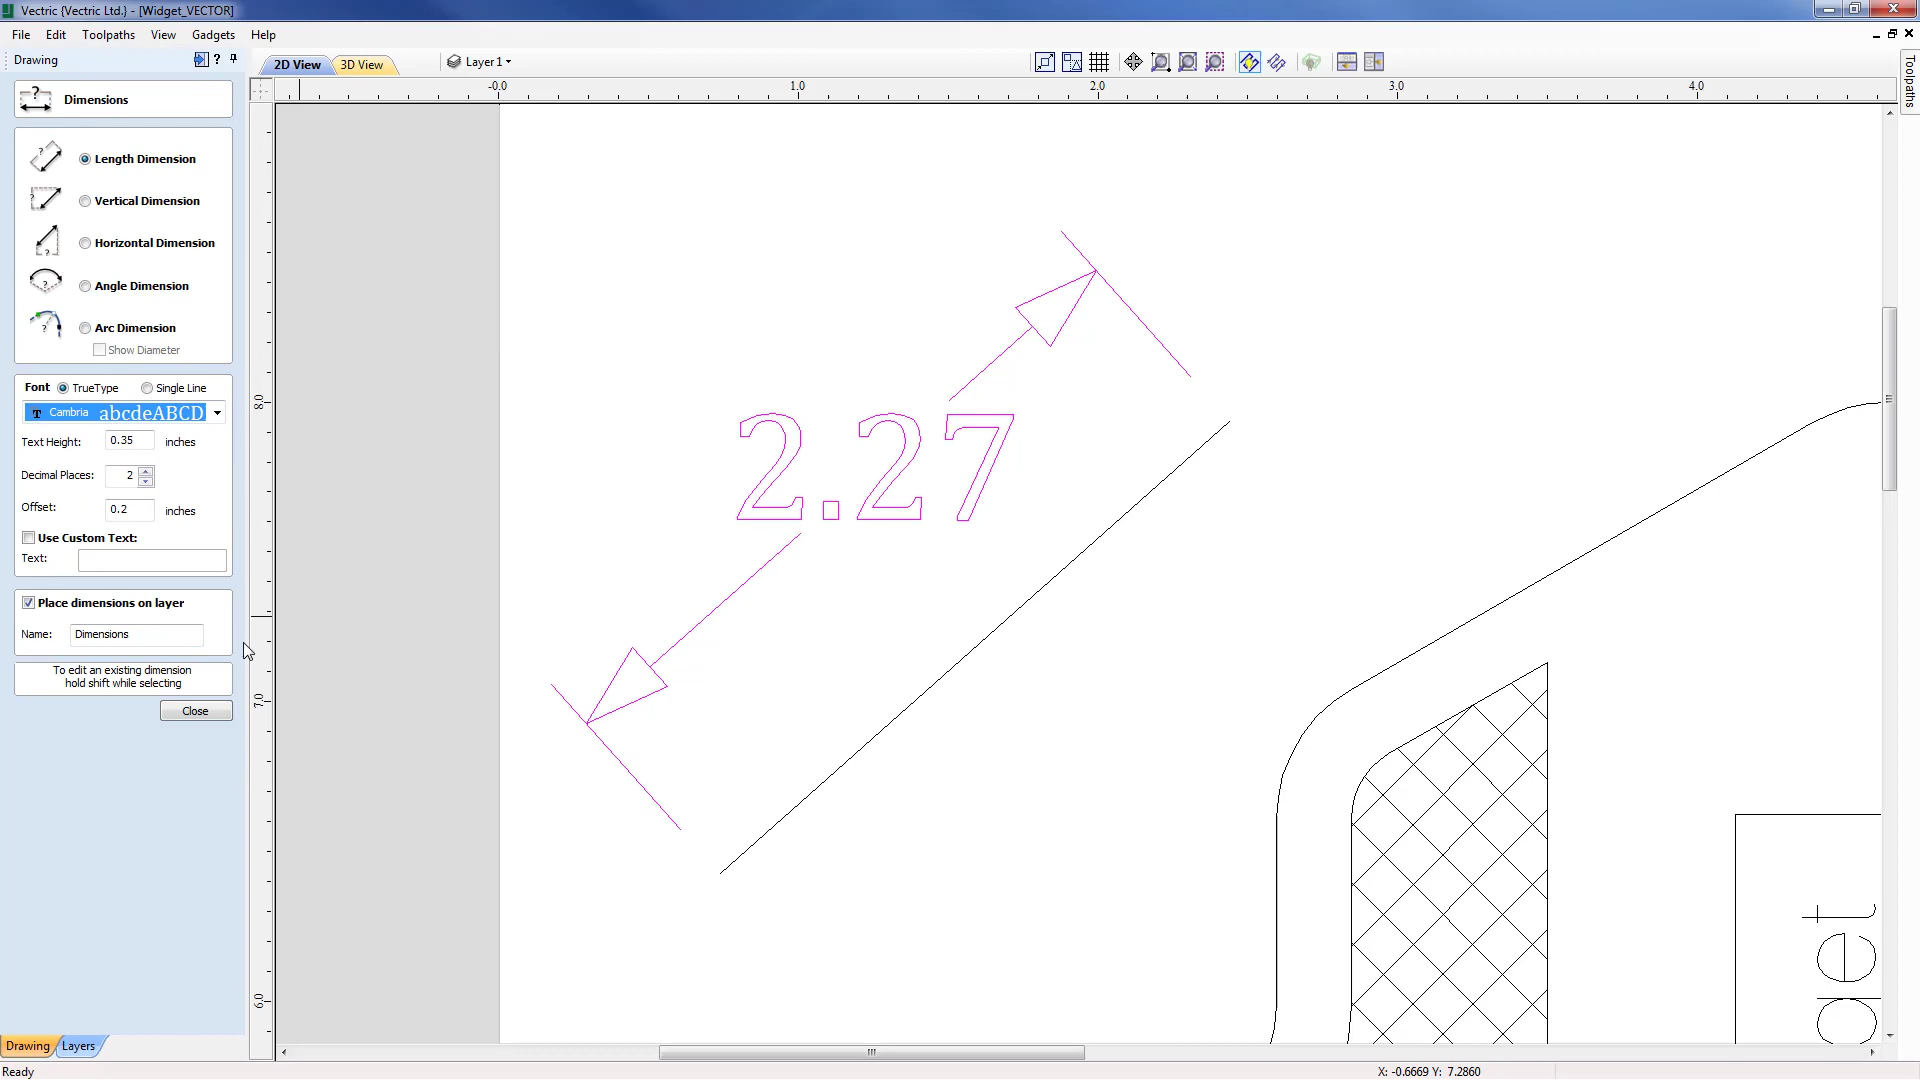 Vectric {Vectric Ltd.} - [Widget_VECTOR]
File Edit Toolpaths View Gadgets Help
Drawing ?
2D View 3D View Layer 1
Toolpaths
-0.0 1.0 2.0 3.0 4.0
Dimensions
Length Dimension
Vertical Dimension
Horizontal Dimension
Angle Dimension
Arc Dimension
Show Diameter
Font TrueType Single Line
T Cambria abcdeABCD
Text Height: 0.35 inches
Decimal Places: 2
Offset: 0.2 inches
Use Custom Text:
Text:
Place dimensions on layer
Name: Dimensions
To edit an existing dimension
hold shift while selecting
Close
8.0
7.0
6.0
2.27
Drawing Layers
Ready
X: -0.6669 Y: 7.2860